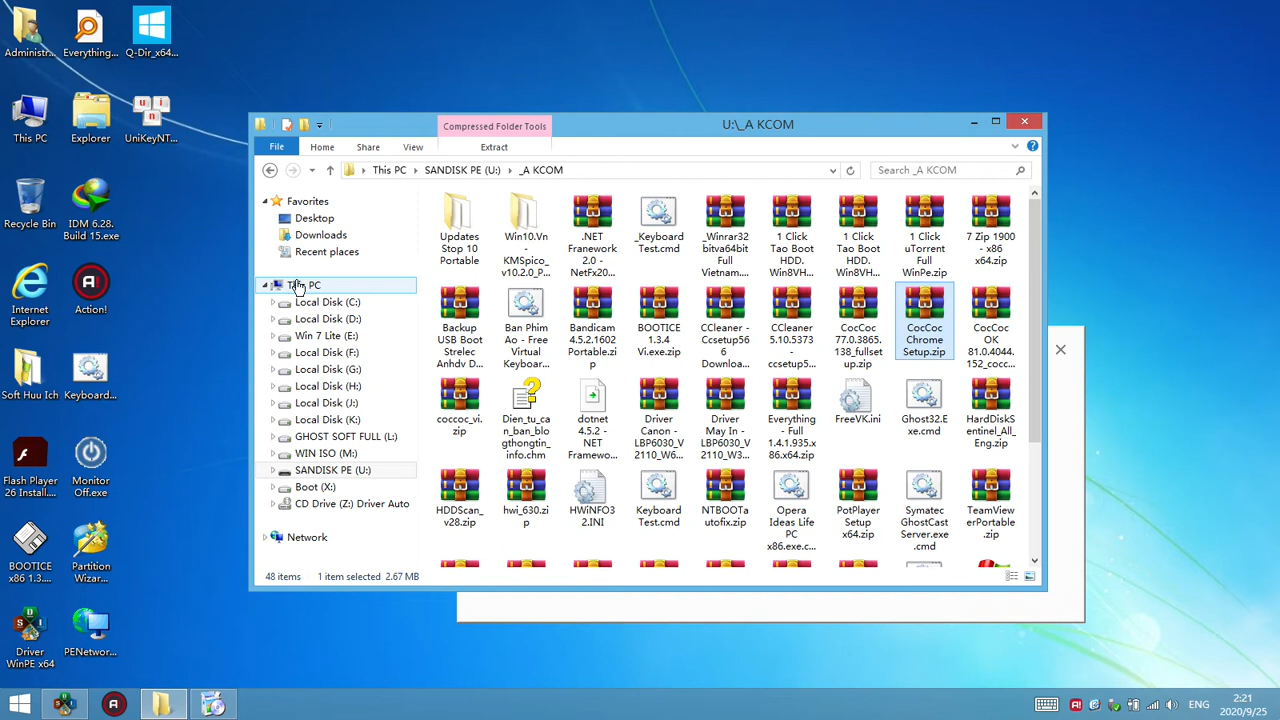 Administr...
Everything...
Q-Dir_x64...
This PC
Explorer
UniKeyNT...
Recycle Bin
IDM 6.28.
Build 15.exe
Internet
Explorer
Action!
Soft Huu Ich
Keyboard...
Flash Player
26 Install....
Monitor
Off.exe
BOOTICE
x86 1.3....
Partition
Wizar...
Driver
WinPE x64
PENetwor...
Compressed Folder Tools
U:\_A KCOM
File
Home
Share
View
Extract
This PC
SANDISK PE (U:)
_A KCOM
Search _A KCOM
Favorites
Desktop
Downloads
Recent places
This PC
Local Disk (C:)
Local Disk (D:)
Win 7 Lite (E:)
Local Disk (F:)
Local Disk (G:)
Local Disk (H:)
Local Disk (J:)
Local Disk (K:)
GHOST SOFT FULL (L:)
WIN ISO (M:)
SANDISK PE (U:)
Boot (X:)
CD Drive (Z:) Driver Auto
Network
Updates
Stop 10
Portable
Win10.Vn
-
KMSpico
_v10.2.0_P...
.NET
Franework
2.0 -
NetFx20...
_Keyboard
Test.cmd
_Winrar32
bitva64bit
Full
Vietnam...
1 Click
Tao Boot
HDD.
Win8VH...
1 Click
Tao Boot
HDD.
Win8VH...
1 Click
uTorrent
Full
WinPe.zip
7 Zip 1900
- x86
x64.zip
Backup
USB Boot
Strelec
Anhdv D...
Ban Phim
Ao - Free
Virtual
Keyboar...
Bandicam
4.5.2.1602
Portable.zi
p
BOOTICE
1.3.4
Vi.exe.zip
CCleaner -
Ccsetup56
6
Downloa...
CCleaner
5.10.5373
-
ccsetup5...
CocCoc
77.0.3865.
138_fullset
up.zip
CocCoc
Chrome
Setup.zip
CocCoc
OK
81.0.4044.
152_cocc...
coccoc_vi.
zip
Dien_tu_ca
n_ban_blo
gthongtin_
info.chm
dotnet
4.5.2 -
.NET
Framewo...
Driver
Canon -
LBP6030_V
2110_W6...
Driver
May In -
LBP6030_V
2110_W3...
Everything
- Full
1.4.1.935.x
86.x64.zip
FreeVK.ini
Ghost32.E
xe.cmd
HardDiskS
entinel_All_
Eng.zip
HDDScan_
v28.zip
hwi_630.zi
p
HWiNFO3
2.INI
Keyboard
Test.cmd
NTBOOTa
utofix.zip
Opera
Ideas Life
PC
x86.exe.c...
PotPlayer
Setup
x64.zip
Symatec
GhostCast
Server.exe
.cmd
TeamView
erPortable
.zip
48 items
1 item selected 2.67 MB
ENG
2:21
2020/9/25